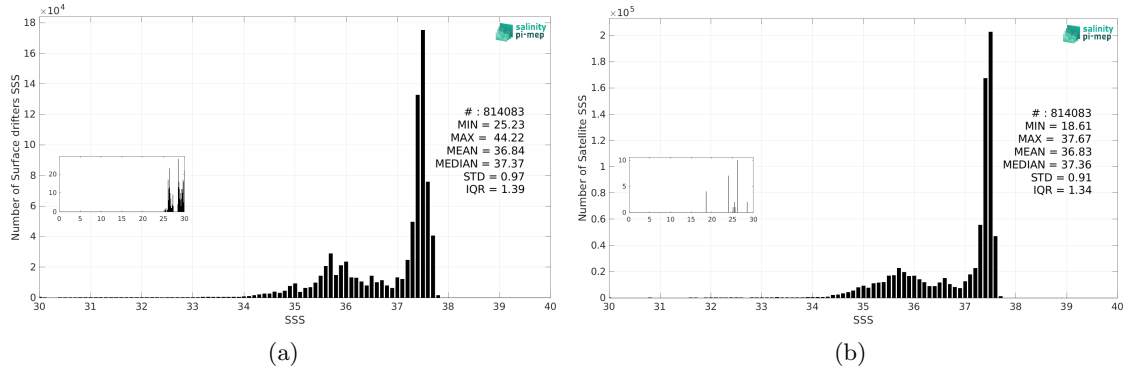 ×10⁴
18
16
14
12
10
8
6
4
2
0
Number of Surface drifters SSS
salinity
pi-mep
# : 814083
MIN = 25.23
MAX = 44.22
MEAN = 36.84
MEDIAN = 37.37
STD = 0.97
IQR = 1.39
20
10
0
0 5 10 15 20 25 30
30 31 32 33 34 35 36 37 38 39 40
SSS
(a)
×10⁵
2
1.8
1.6
1.4
1.2
1
0.8
0.6
0.4
0.2
0
Number of Satellite SSS
salinity
pi-mep
# : 814083
MIN = 18.61
MAX = 37.67
MEAN = 36.83
MEDIAN = 37.36
STD = 0.91
IQR = 1.34
10
5
0
0 5 10 15 20 25 30
30 31 32 33 34 35 36 37 38 39 40
SSS
(b)